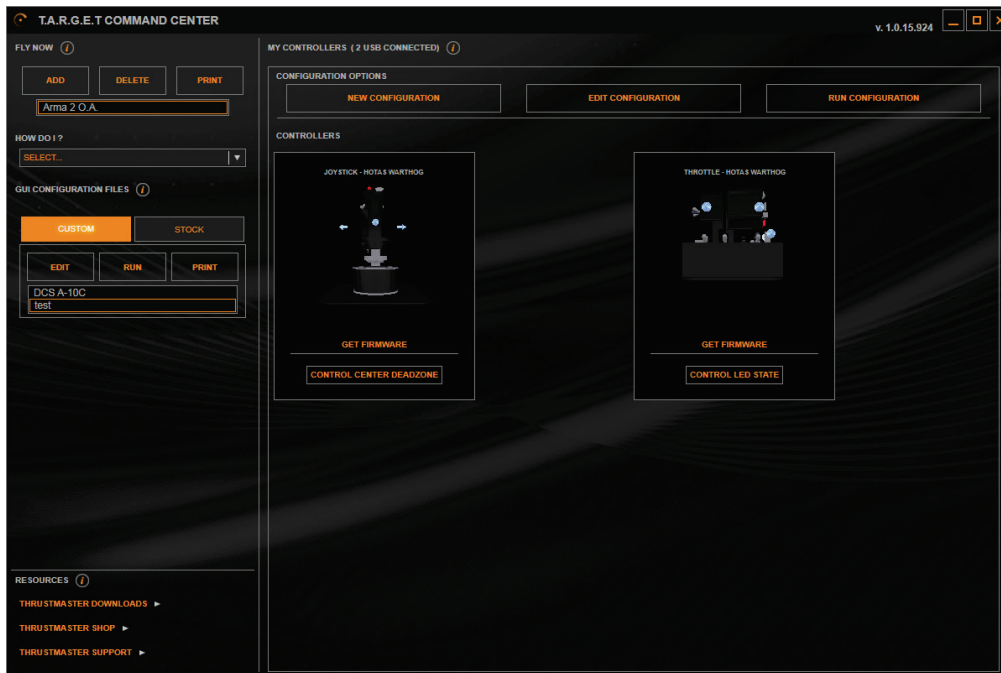 T.A.R.G.E.T COMMAND CENTER
v. 1.0.15.924
FLY NOW i
ADD DELETE PRINT
Arma 2 O.A.
HOW DO I ?
SELECT...
GUI CONFIGURATION FILES i
CUSTOM STOCK
EDIT RUN PRINT
DCS A-10C
test
RESOURCES i
THRUSTMASTER DOWNLOADS
THRUSTMASTER SHOP
THRUSTMASTER SUPPORT
MY CONTROLLERS ( 2 USB CONNECTED) i
CONFIGURATION OPTIONS
NEW CONFIGURATION EDIT CONFIGURATION RUN CONFIGURATION
CONTROLLERS
JOYSTICK - HOTAS WARTHOG
GET FIRMWARE
CONTROL CENTER DEADZONE
THROTTLE - HOTAS WARTHOG
GET FIRMWARE
CONTROL LED STATE